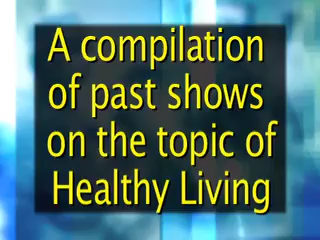 A compilation
of past shows
on the topic of
Healthy Living